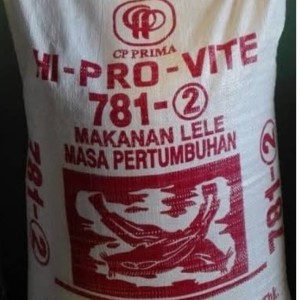 CP PRIMA
HI-PRO-VITE
781-②
MAKANAN LELE
MASA PERTUMBUHAN
781-②
781-②